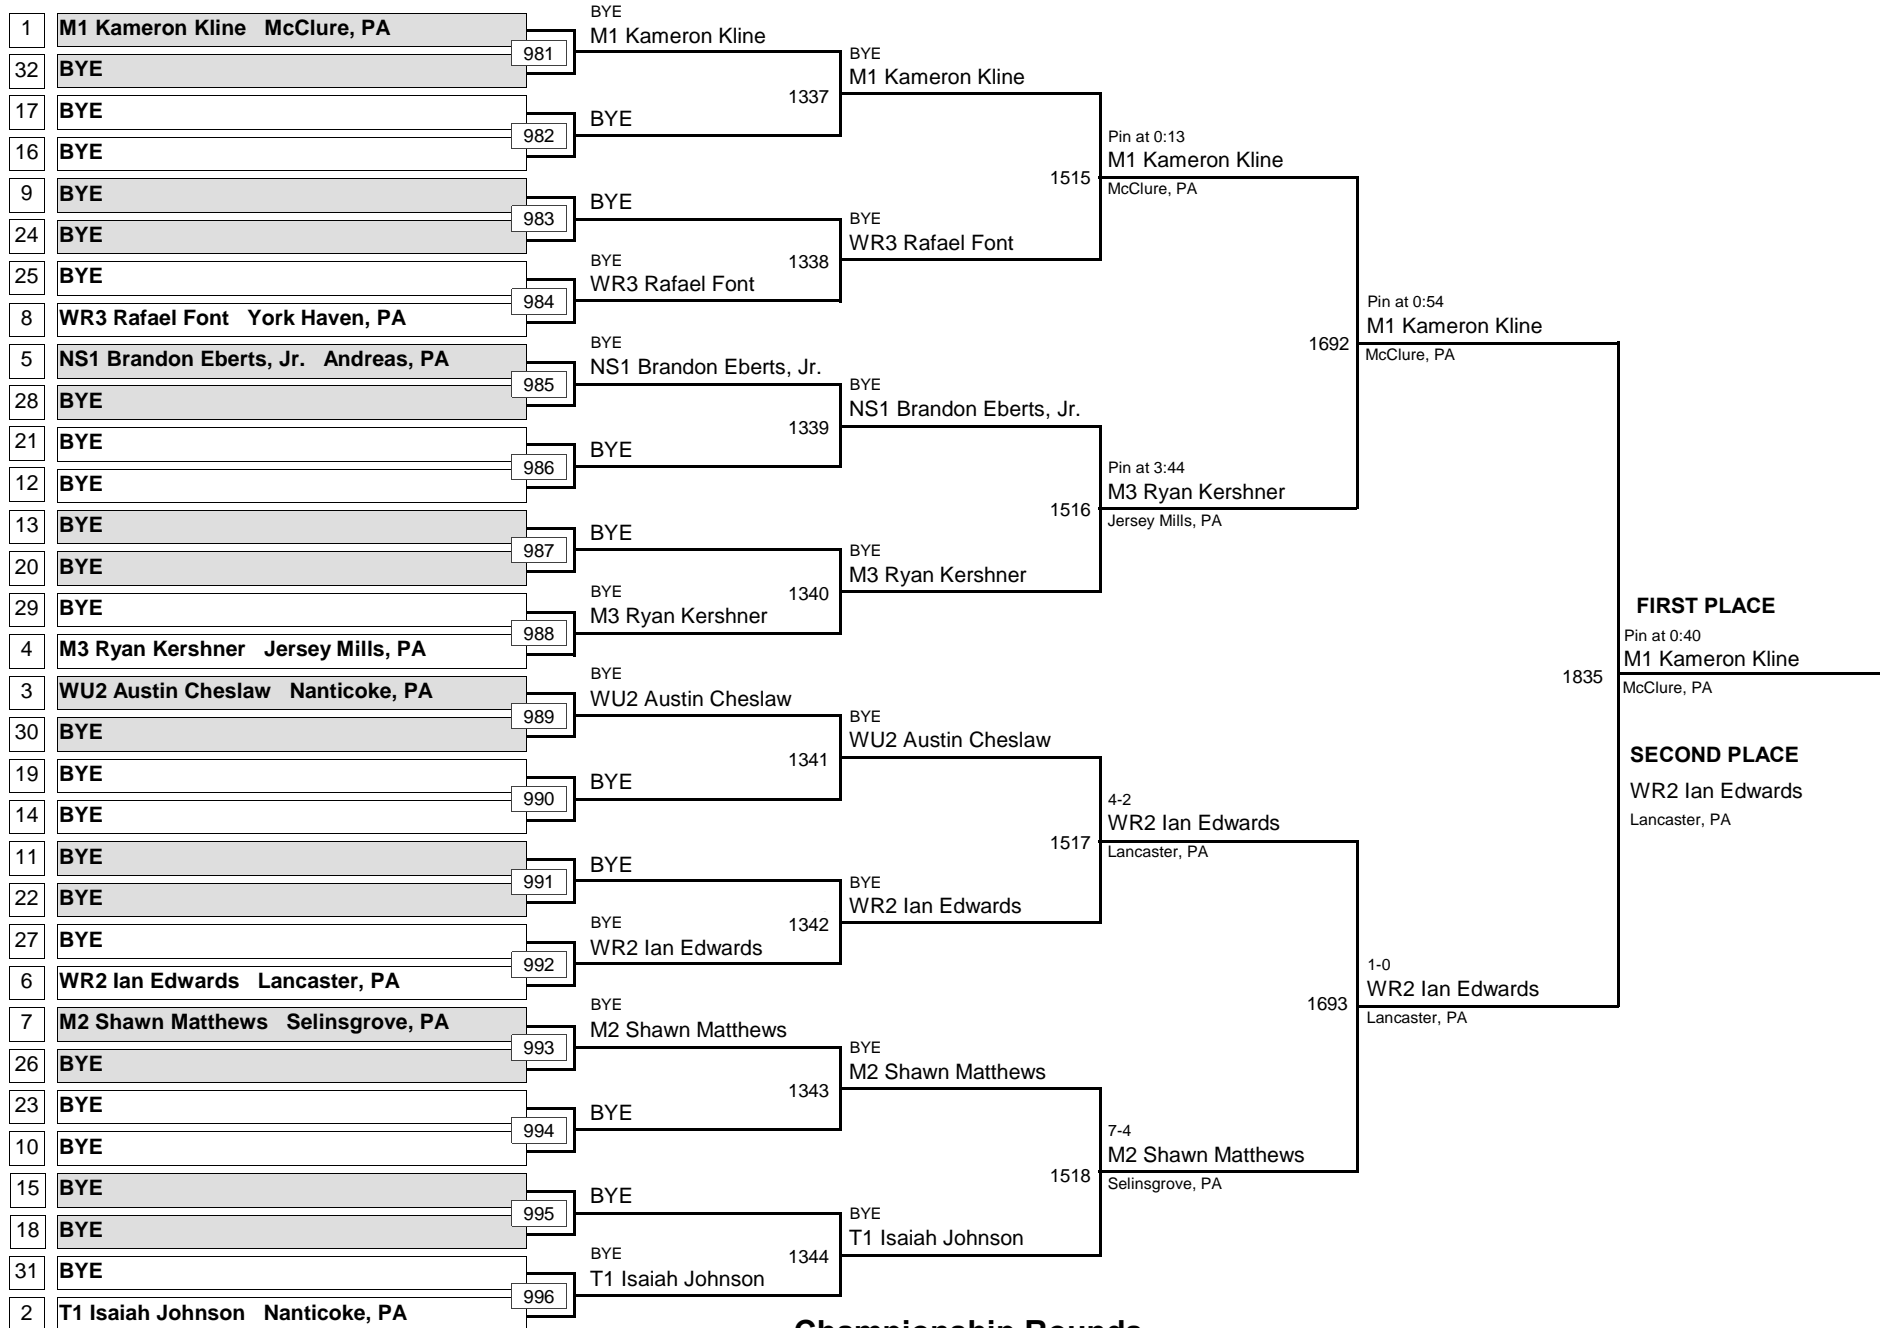 1 M1 Kameron Kline McClure, PA
32 BYE
17 BYE
16 BYE
9 BYE
24 BYE
25 BYE
8 WR3 Rafael Font York Haven, PA
5 NS1 Brandon Eberts, Jr. Andreas, PA
28 BYE
21 BYE
12 BYE
13 BYE
20 BYE
29 BYE
4 M3 Ryan Kershner Jersey Mills, PA
3 WU2 Austin Cheslaw Nanticoke, PA
30 BYE
19 BYE
14 BYE
11 BYE
22 BYE
27 BYE
6 WR2 Ian Edwards Lancaster, PA
7 M2 Shawn Matthews Selinsgrove, PA
26 BYE
23 BYE
10 BYE
15 BYE
18 BYE
31 BYE
2 T1 Isaiah Johnson Nanticoke, PA
981
982
983
984
985
986
987
988
989
990
991
992
993
994
995
996
BYE
M1 Kameron Kline
BYE
BYE
BYE
WR3 Rafael Font
BYE
NS1 Brandon Eberts, Jr.
BYE
BYE
BYE
M3 Ryan Kershner
BYE
WU2 Austin Cheslaw
BYE
BYE
BYE
WR2 Ian Edwards
BYE
M2 Shawn Matthews
BYE
BYE
BYE
T1 Isaiah Johnson
1337
1338
1339
1340
1341
1342
1343
1344
BYE
M1 Kameron Kline
BYE
WR3 Rafael Font
BYE
NS1 Brandon Eberts, Jr.
BYE
M3 Ryan Kershner
BYE
WU2 Austin Cheslaw
BYE
WR2 Ian Edwards
BYE
M2 Shawn Matthews
BYE
T1 Isaiah Johnson
1515
1516
1517
1518
Pin at 0:13
M1 Kameron Kline
McClure, PA
Pin at 3:44
M3 Ryan Kershner
Jersey Mills, PA
4-2
WR2 Ian Edwards
Lancaster, PA
7-4
M2 Shawn Matthews
Selinsgrove, PA
1692
1693
Pin at 0:54
M1 Kameron Kline
McClure, PA
1-0
WR2 Ian Edwards
Lancaster, PA
1835
FIRST PLACE
Pin at 0:40
M1 Kameron Kline
McClure, PA
SECOND PLACE
WR2 Ian Edwards
Lancaster, PA
Championship Rounds